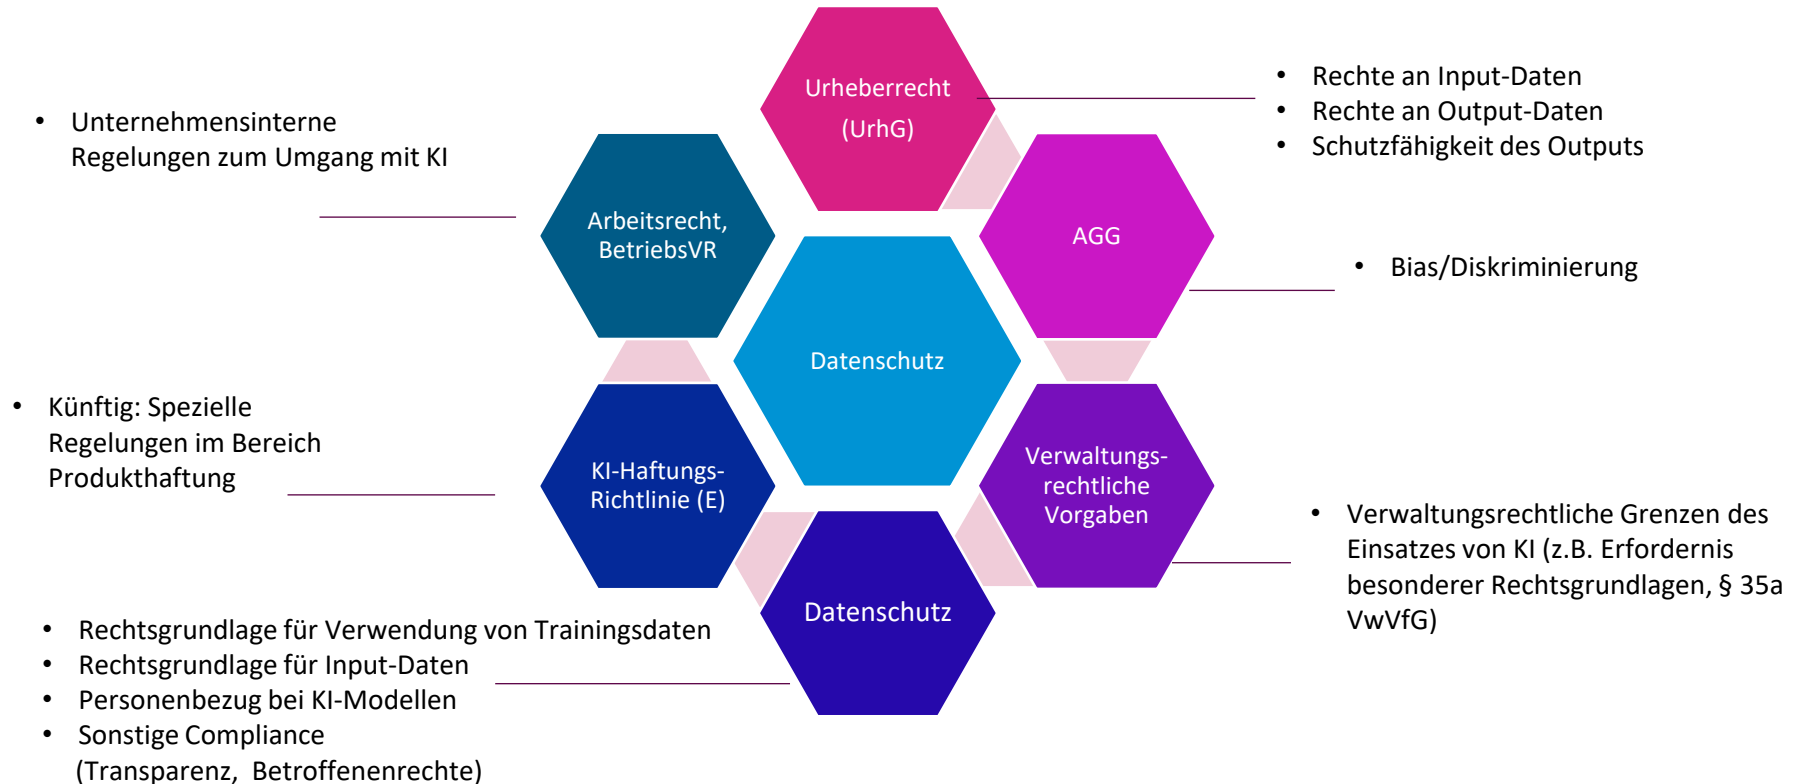 Urheberrecht
(UrhG)
• Rechte an Input-Daten
• Rechte an Output-Daten
• Schutzfähigkeit des Outputs
• Unternehmensinterne
Regelungen zum Umgang mit KI
Arbeitsrecht,
BetriebsVR
AGG
• Bias/Diskriminierung
Datenschutz
• Künftig: Spezielle
Regelungen im Bereich
Produkthaftung
KI-Haftungs-
Richtlinie (E)
Verwaltungs-
rechtliche
Vorgaben
• Verwaltungsrechtliche Grenzen des
Einsatzes von KI (z.B. Erfordernis
besonderer Rechtsgrundlagen, § 35a
VwVfG)
Datenschutz
• Rechtsgrundlage für Verwendung von Trainingsdaten
• Rechtsgrundlage für Input-Daten
• Personenbezug bei KI-Modellen
• Sonstige Compliance
(Transparenz, Betroffenenrechte)